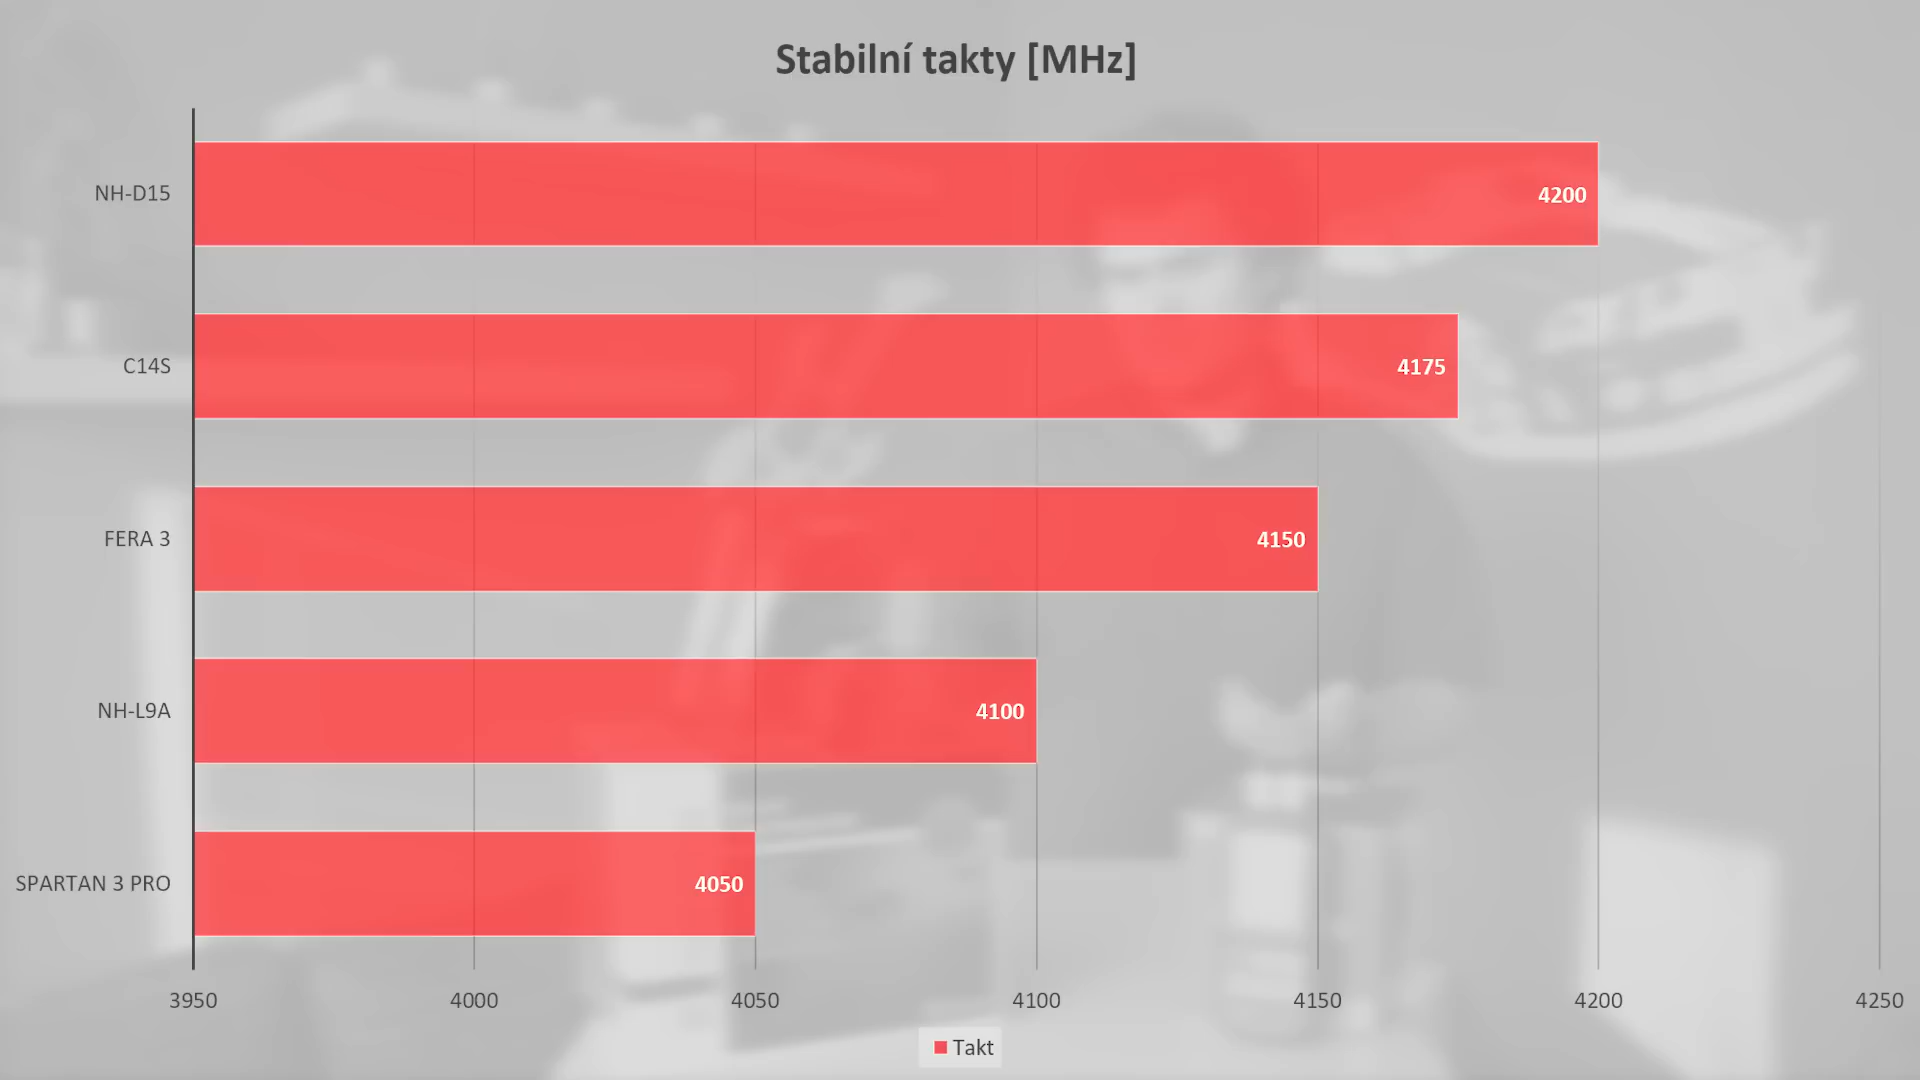 Stabilní takty [MHz]
NH-D15
4200
C14S
4175
FERA 3
4150
NH-L9A
4100
SPARTAN 3 PRO
4050
3950 4000 4050 4100 4150 4200 4250
Takt